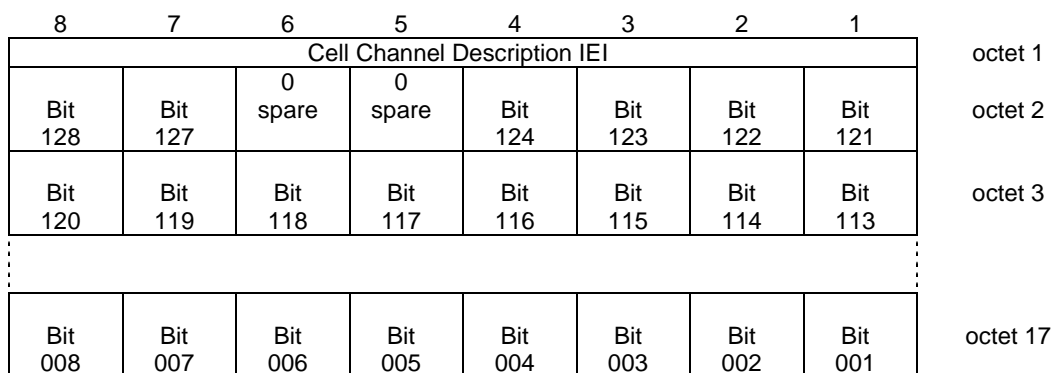 8 7 6 5 4 3 2 1
Cell Channel Description IEI octet 1
0 0
Bit Bit spare spare Bit Bit Bit Bit octet 2
128 127 124 123 122 121
Bit Bit Bit Bit Bit Bit Bit Bit octet 3
120 119 118 117 116 115 114 113
Bit Bit Bit Bit Bit Bit Bit Bit octet 17
008 007 006 005 004 003 002 001